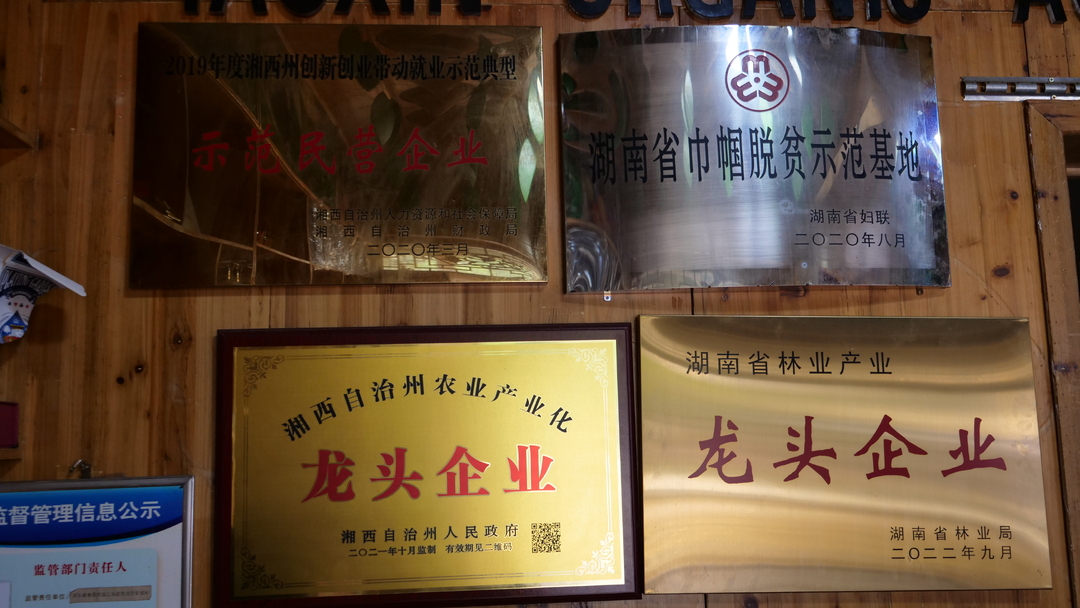 2019年度湘西州创新创业带动就业示范典型
示范民营企业
湘西自治州人力资源和社会保障局
湘西自治州财政局
二〇二〇年三月
湖南省巾帼脱贫示范基地
湖南省妇联
二〇二〇年八月
湘西自治州农业产业化
龙头企业
湘西自治州人民政府
二〇二一年十月监制 有效期见二维码
湖南省林业产业
龙头企业
湖南省林业局
二〇二二年九月
监督管理信息公示
监管部门责任人
监管责任单位: